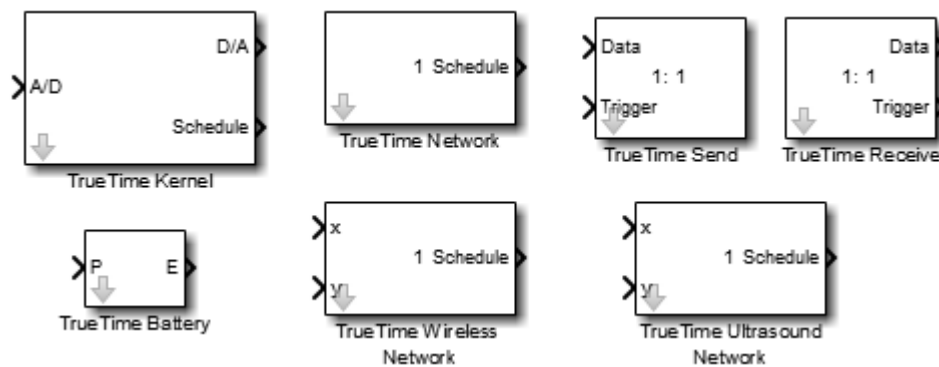 D/A
A/D
Schedule
TrueTime Kernel
1 Schedule
TrueTime Network
Data
1: 1
Trigger
TrueTime Send
Data
1: 1
Trigger
TrueTime Receive
P E
TrueTime Battery
x
1 Schedule
y
TrueTime Wireless
Network
x
1 Schedule
y
TrueTime Ultrasound
Network